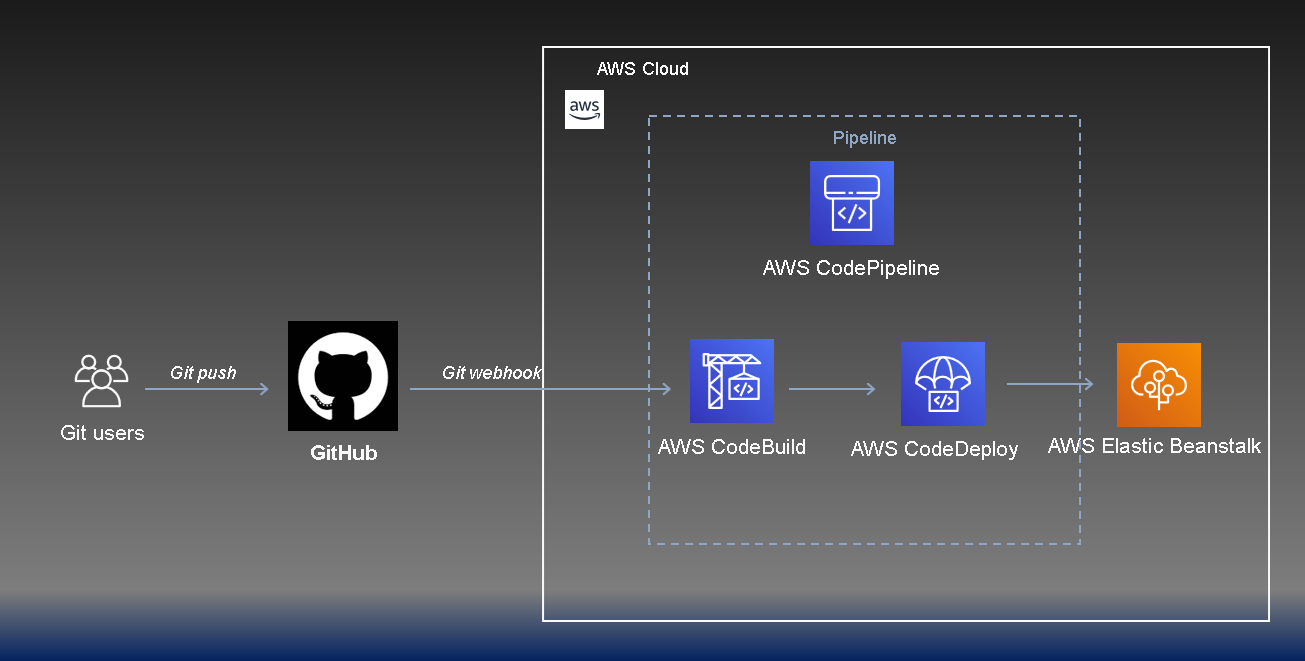 AWS Cloud
aws
Pipeline
</>
AWS CodePipeline
Git push
Git webhook
</>
</>
Git users
GitHub
AWS CodeBuild
AWS CodeDeploy
AWS Elastic Beanstalk